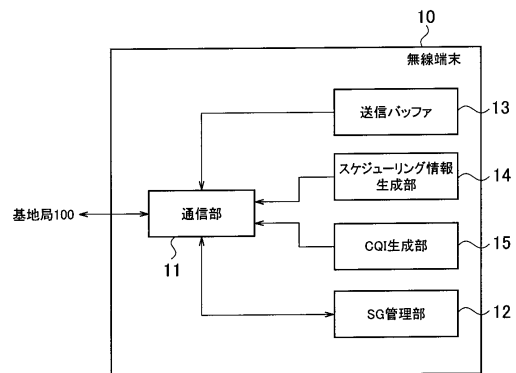 10
無線端末
送信バッファ
13
スケジューリング情報
生成部
14
基地局100
通信部
11
CQI生成部
15
SG管理部
12